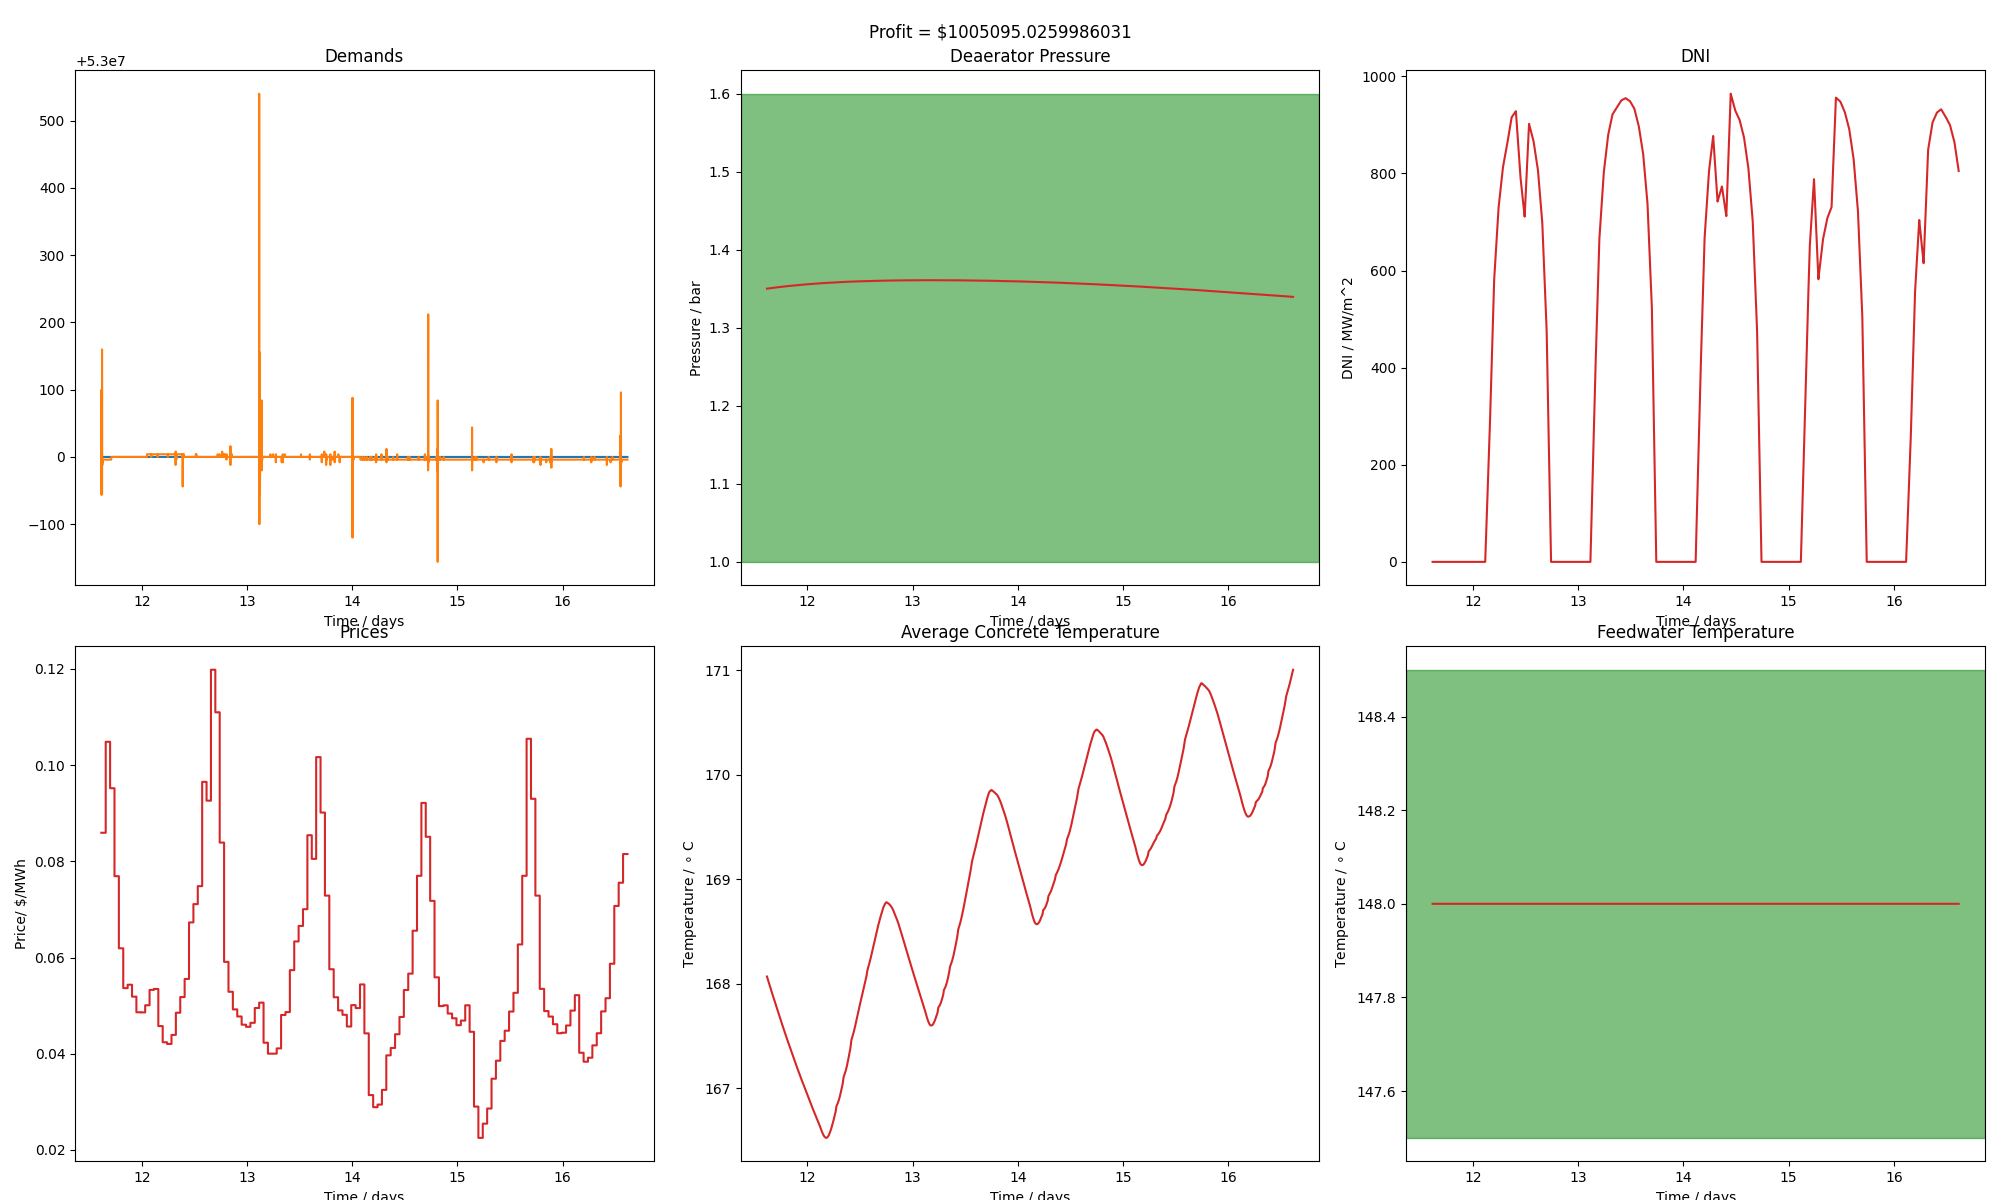 Profit = $1005095.0259986031
Demands
+5.3e7
500
400
300
200
100
0
−100
12 13 14 15 16
Time / days
Deaerator Pressure
Pressure / bar
1.6
1.5
1.4
1.3
1.2
1.1
1.0
12 13 14 15 16
Time / days
DNI
DNI / MW/m^2
1000
800
600
400
200
0
12 13 14 15 16
Time / days
Prices
Price/ $/MWh
0.12
0.10
0.08
0.06
0.04
0.02
12 13 14 15 16
Time / days
Average Concrete Temperature
Temperature / ∘ C
171
170
169
168
167
12 13 14 15 16
Time / days
Feedwater Temperature
Temperature / ∘ C
148.4
148.2
148.0
147.8
147.6
12 13 14 15 16
Time / days